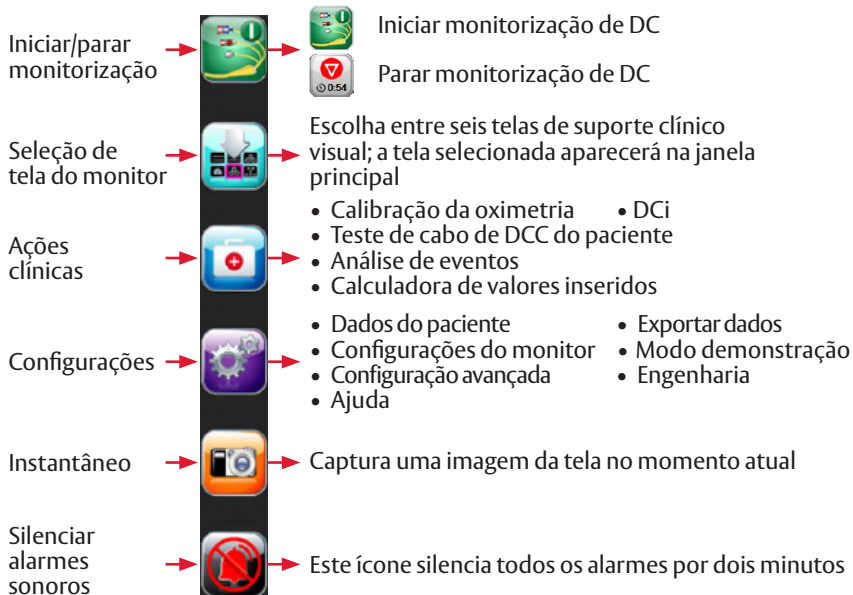 Iniciar/parar
monitorização
Iniciar monitorização de DC
0:54
Parar monitorização de DC
Seleção de
tela do monitor
Escolha entre seis telas de suporte clínico
visual; a tela selecionada aparecerá na janela
principal
Ações
clínicas
• Calibração da oximetria • DCi
• Teste de cabo de DCC do paciente
• Análise de eventos
• Calculadora de valores inseridos
Configurações
• Dados do paciente • Exportar dados
• Configurações do monitor • Modo demonstração
• Configuração avançada • Engenharia
• Ajuda
Instantâneo
Captura uma imagem da tela no momento atual
Silenciar
alarmes
sonoros
Este ícone silencia todos os alarmes por dois minutos